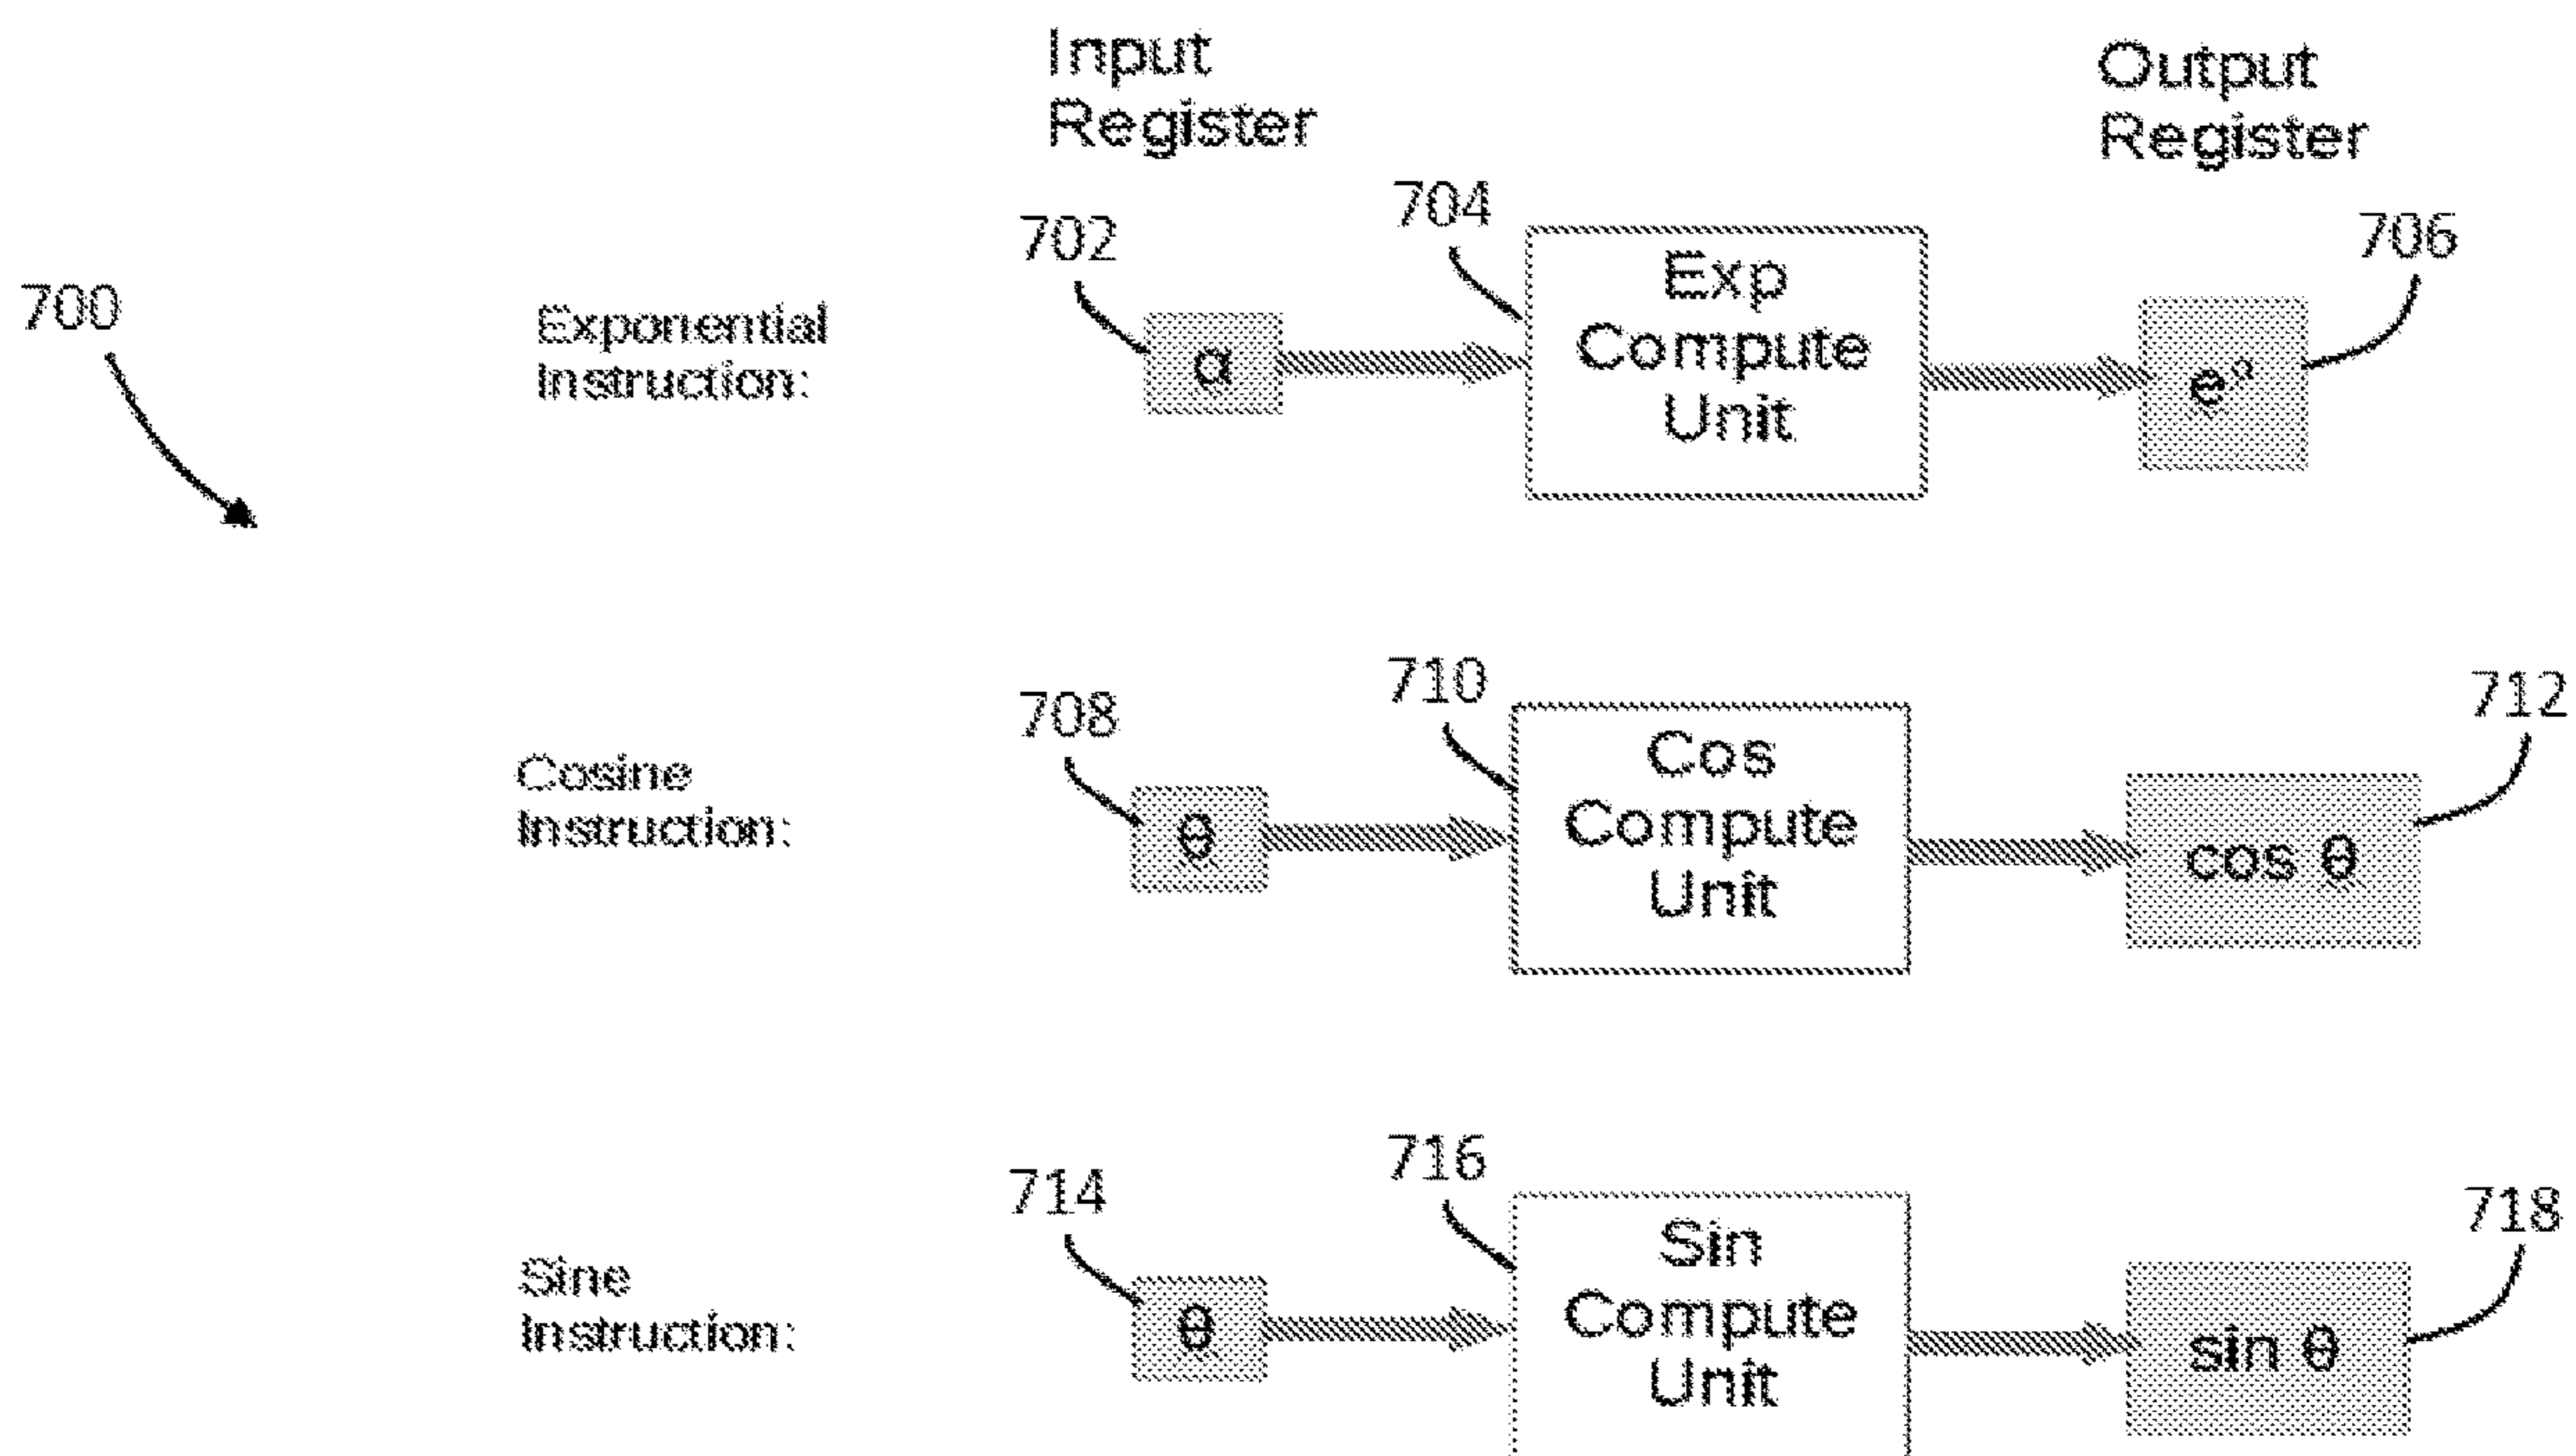 Input
Register
Output
Register
700
Exponential
Instruction:
702
α
704
Exp
Compute
Unit
706
e^α
Cosine
Instruction:
708
θ
710
Cos
Compute
Unit
712
cos θ
Sine
Instruction:
714
θ
716
Sin
Compute
Unit
718
sin θ